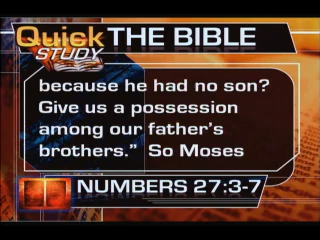 Quick STUDY
THE BIBLE
because he had no son?
Give us a possession
among our father's
brothers." So Moses
NUMBERS 27:3-7